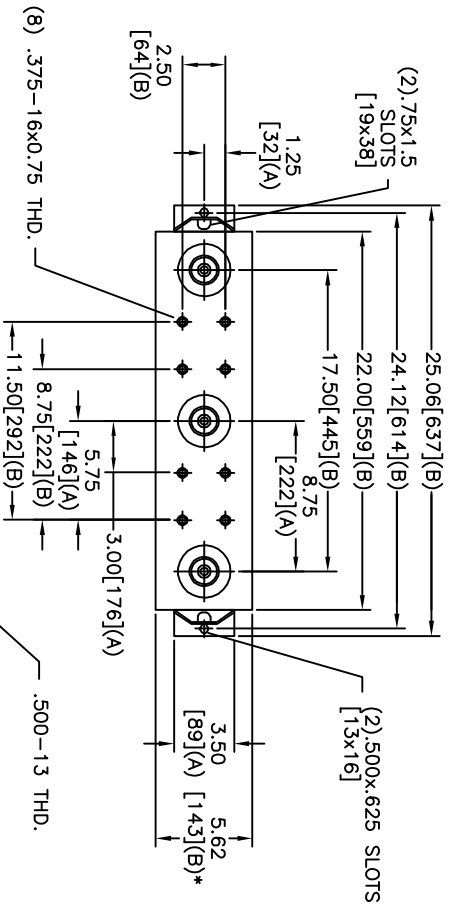 25.06[637](B)
24.12[614](B)
22.00[559](B)
17.50[445](B)
8.75
[222](A)
(2).75x1.5
SLOTS
[19x38]
1.25
[32](A)
2.50
[64](B)
(8) .375-16x0.75 THD.
(2).500x.625 SLOTS
[13x16]
3.50
[89](A)
5.62
[143](B)*
3.00[176](A)
5.75
[146](A)
8.75[222](B)
11.50[292](B)
.500-13 THD.